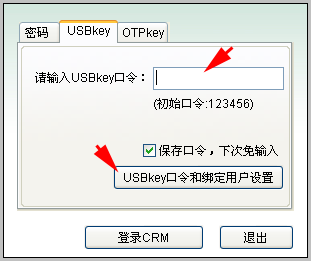 密码 USBkey OTPkey
请输入USBkey口令：
(初始口令:123456)
保存口令，下次免输入
USBkey口令和绑定用户设置
登录CRM 退出